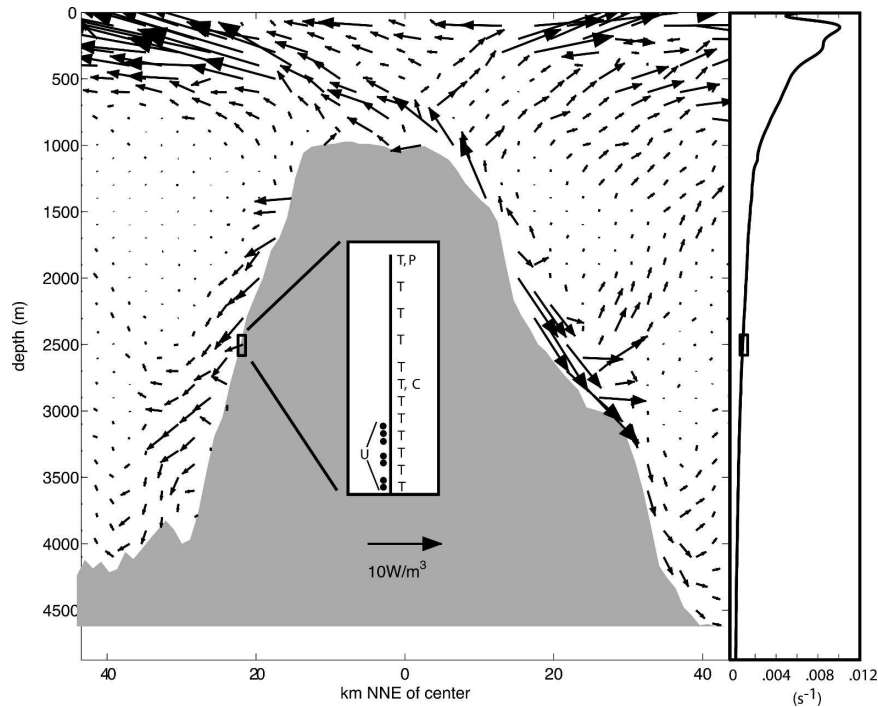 0
500
1000
1500
2000
2500
3000
3500
4000
4500
depth (m)
T, P
T
T
T
T
T, C
T
T
T
T
T
T
U
10W/m³
40 20 0 20 40
km NNE of center
0 .004 .008 .012
(s⁻¹)